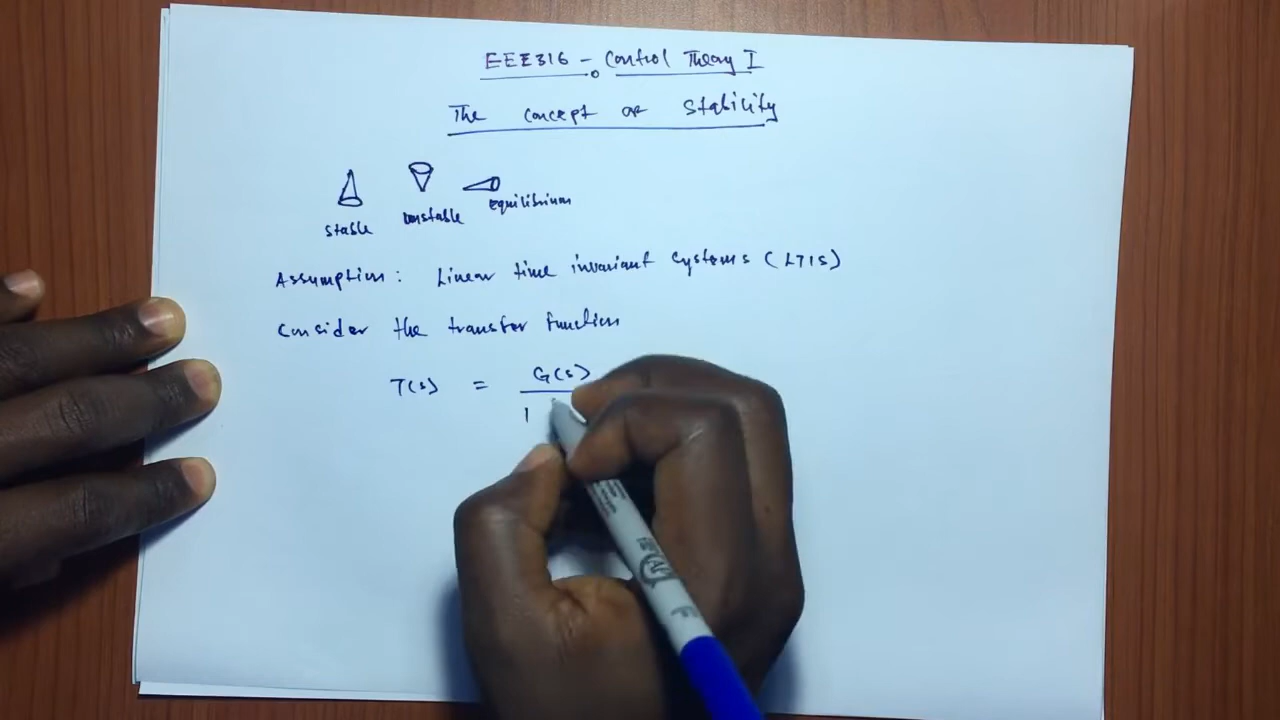 EEE316 - Control Theory I
The concept of Stability
stable unstable equilibrium
Assumption: Linear time invariant systems (LTIS)
Consider the transfer function
T(s) = G(s)
1